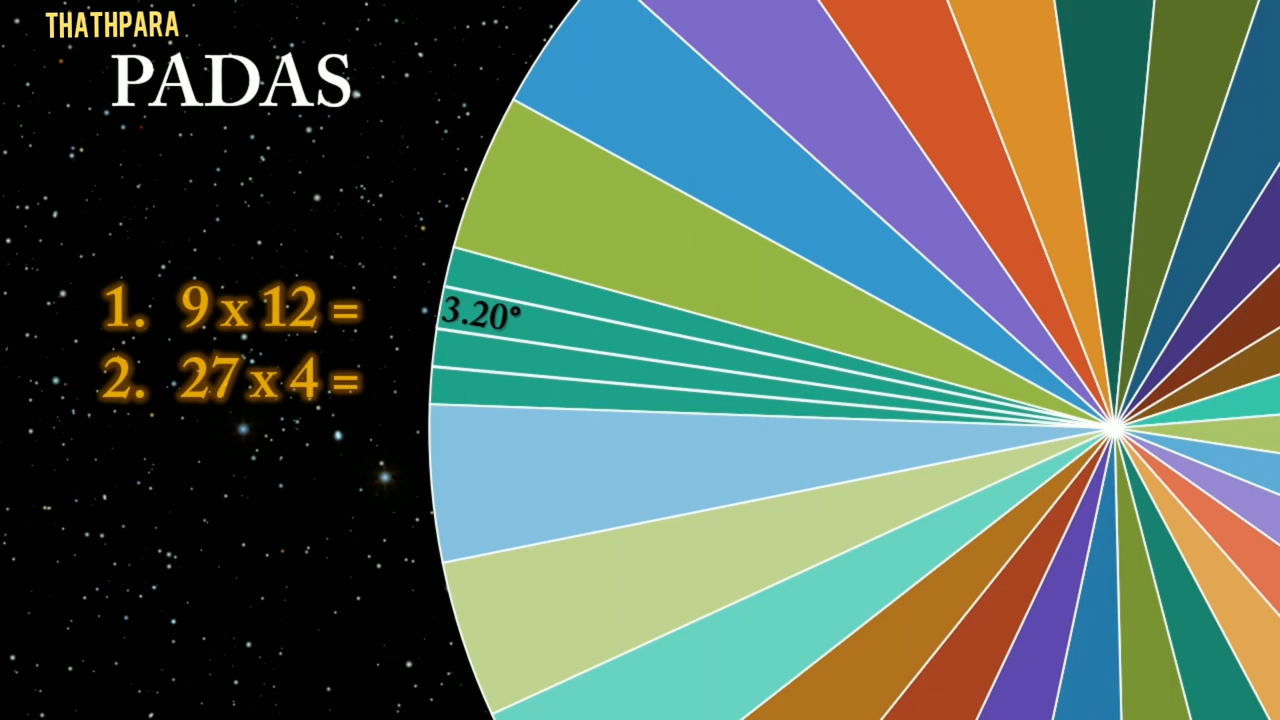 THATHPARA
PADAS
3.20°
1. 9 x 12 =
2. 27 x 4 =